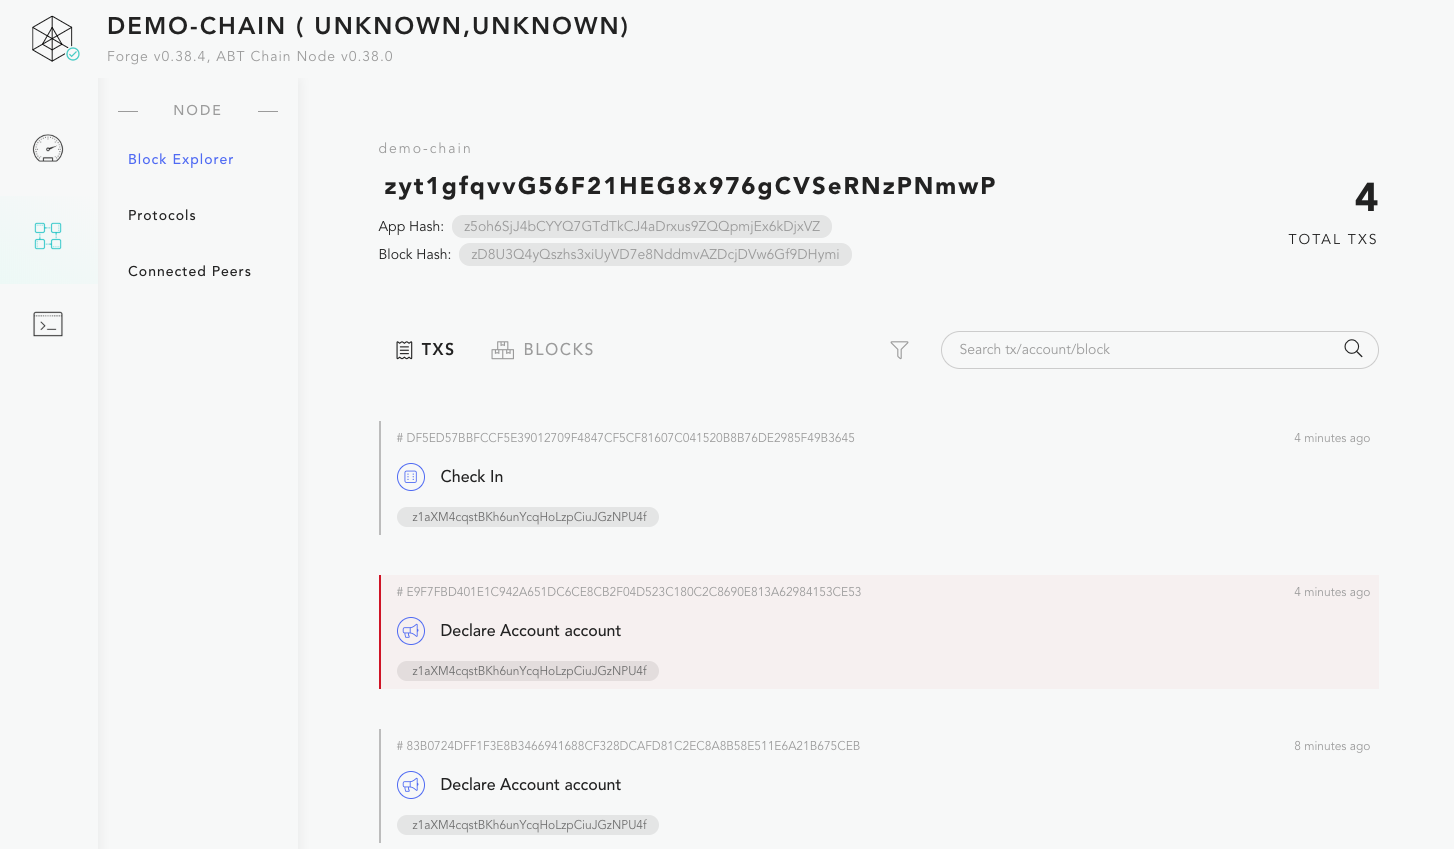 DEMO-CHAIN ( UNKNOWN,UNKNOWN)
Forge v0.38.4, ABT Chain Node v0.38.0
NODE
Block Explorer
Protocols
Connected Peers
demo-chain
zyt1gfqvvG56F21HEG8x976gCVSeRNzPNmwP
App Hash: z5oh6SjJ4bCYYQ7GTdTkCJ4aDrxus9ZQQpmjEx6kDjxVZ
Block Hash: zD8U3Q4yQszhs3xiUyVD7e8NddmvAZDcjDVw6Gf9DHymi
4
TOTAL TXS
TXS BLOCKS
Search tx/account/block
# DF5ED57BBFCCF5E39012709F4847CF5CF81607C041520B8B76DE2985F49B3645 4 minutes ago
Check In
z1aXM4cqstBKh6unYcqHoLzpCiuJGzNPU4f
# E9F7FBD401E1C942A651DC6CE8CB2F04D523C180C2C8690E813A62984153CE53 4 minutes ago
Declare Account account
z1aXM4cqstBKh6unYcqHoLzpCiuJGzNPU4f
# 83B0724DFF1F3E8B3466941688CF328DCAFD81C2EC8A8B58E511E6A21B675CEB 8 minutes ago
Declare Account account
z1aXM4cqstBKh6unYcqHoLzpCiuJGzNPU4f